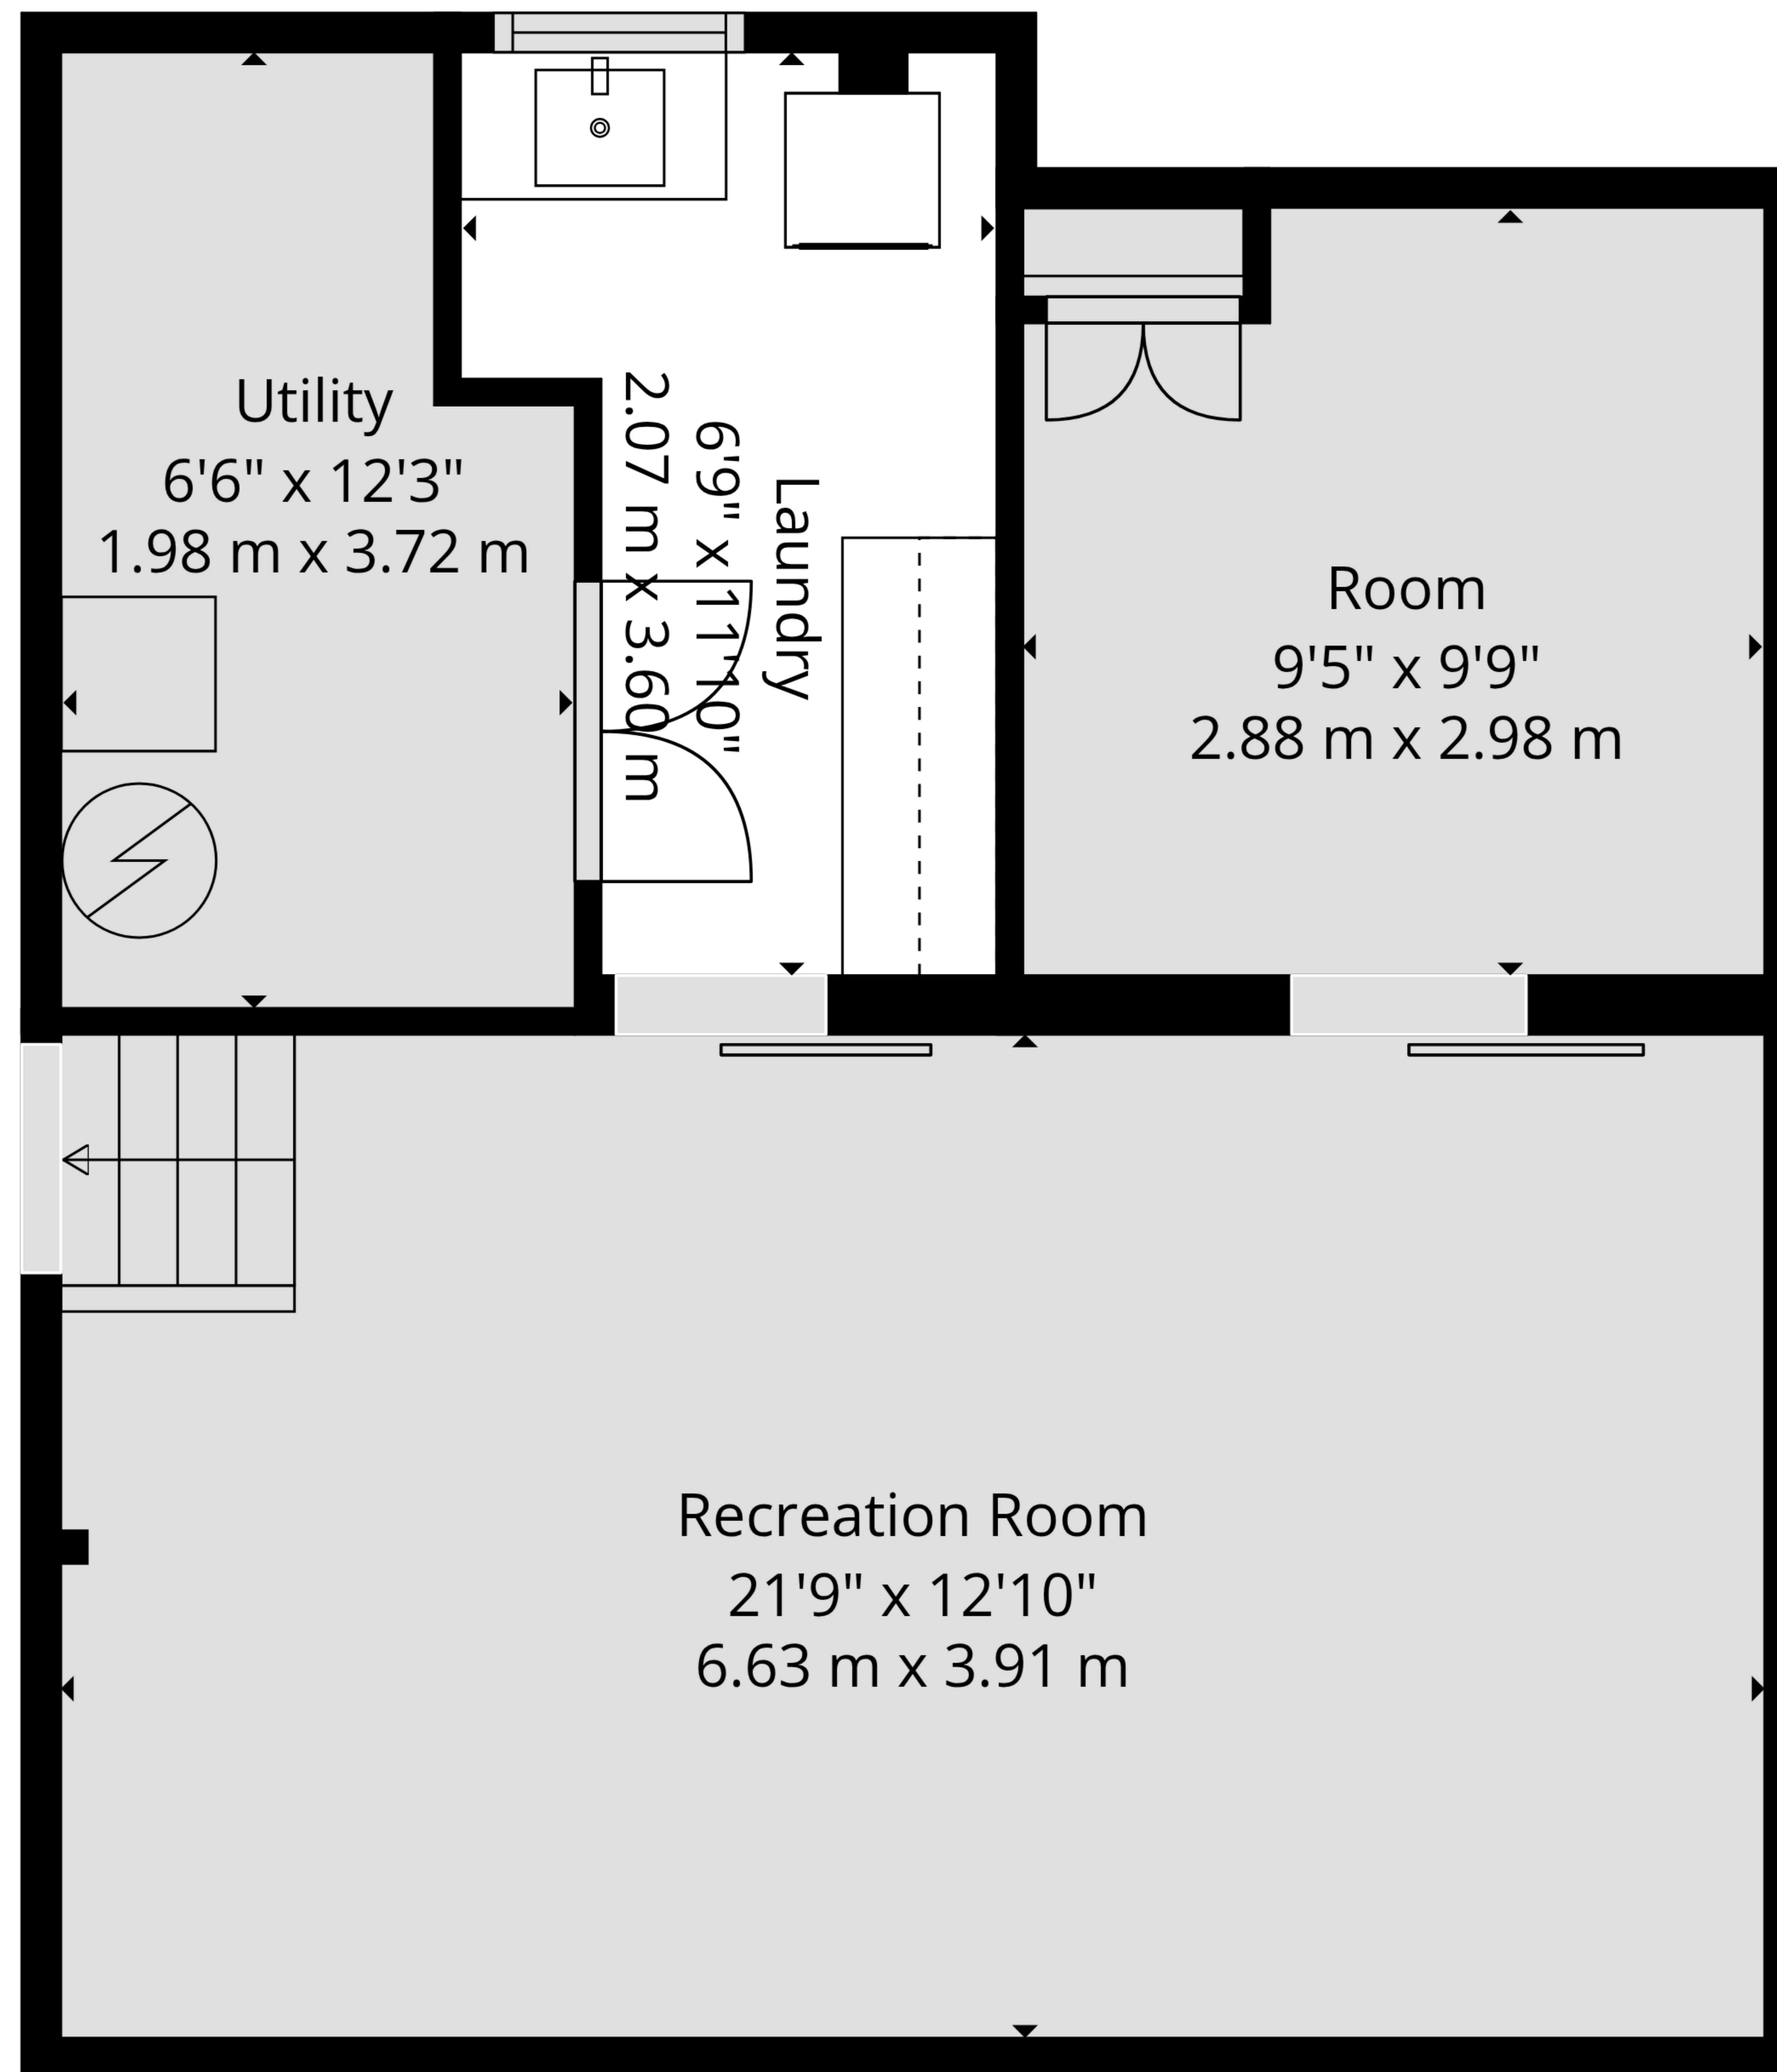 Utility
6'6" x 12'3"
1.98 m x 3.72 m
Laundry
6'9" x 11'10"
2.07 m x 3.60 m
Room
9'5" x 9'9"
2.88 m x 2.98 m
Recreation Room
21'9" x 12'10"
6.63 m x 3.91 m